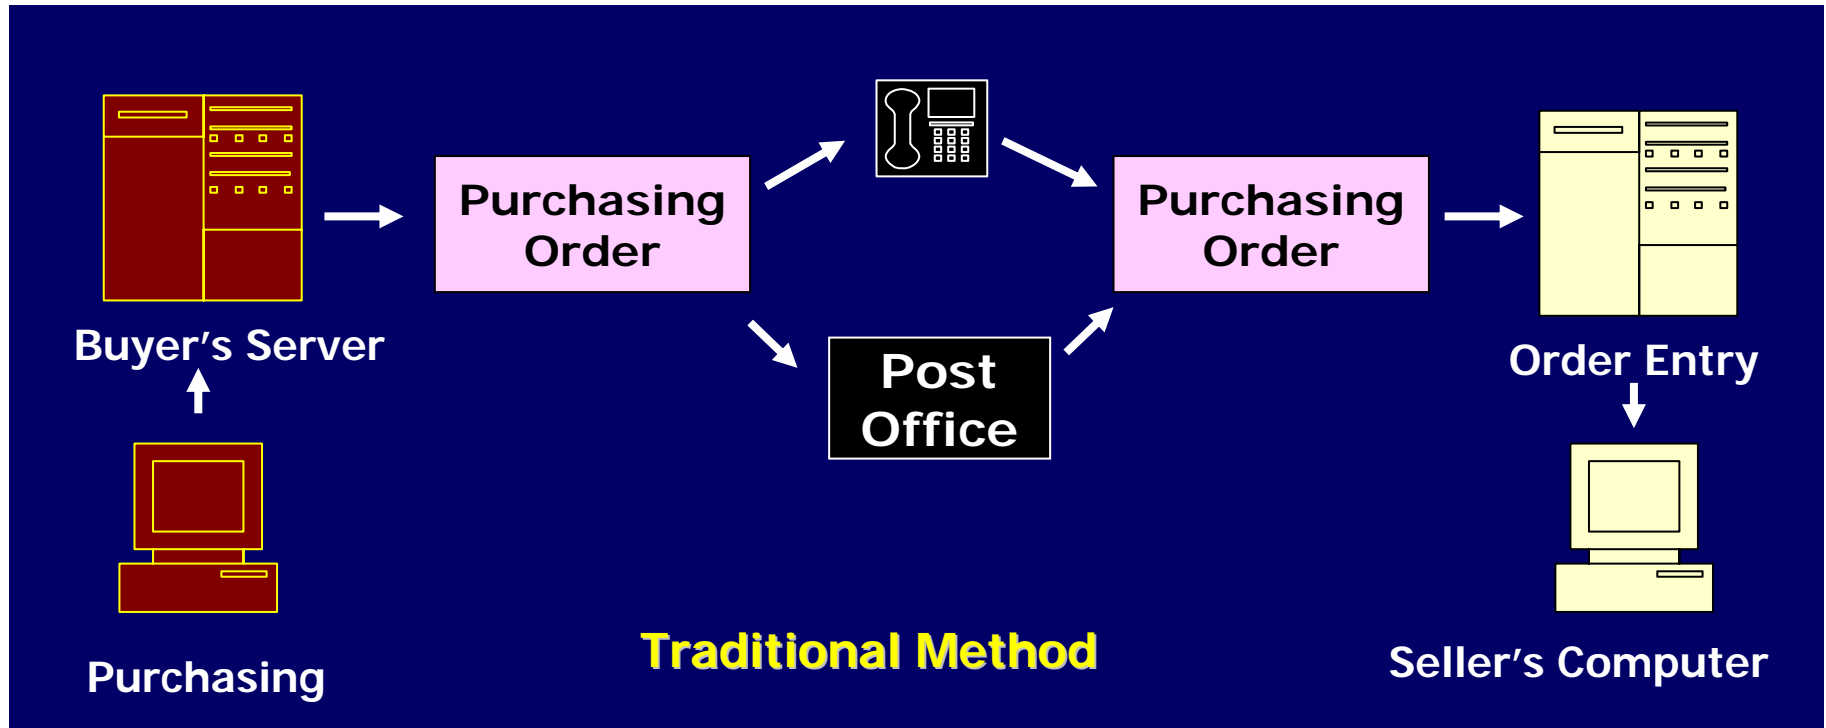 Purchasing
Order
Purchasing
Order
Buyer's Server
Post
Office
Order Entry
Traditional Method
Purchasing
Seller's Computer